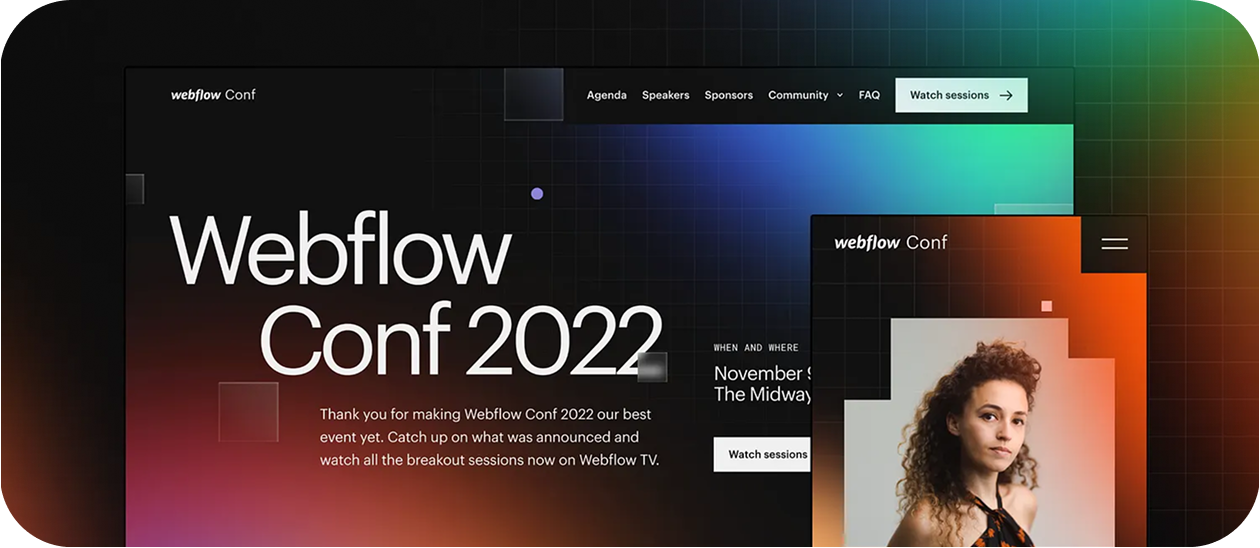 webflow Conf
Agenda Speakers Sponsors Community FAQ Watch sessions
Webflow
Conf 2022
Thank you for making Webflow Conf 2022 our best
event yet. Catch up on what was announced and
watch all the breakout sessions now on Webflow TV.
WHEN AND WHERE
November
The Midway
Watch sessions
webflow Conf